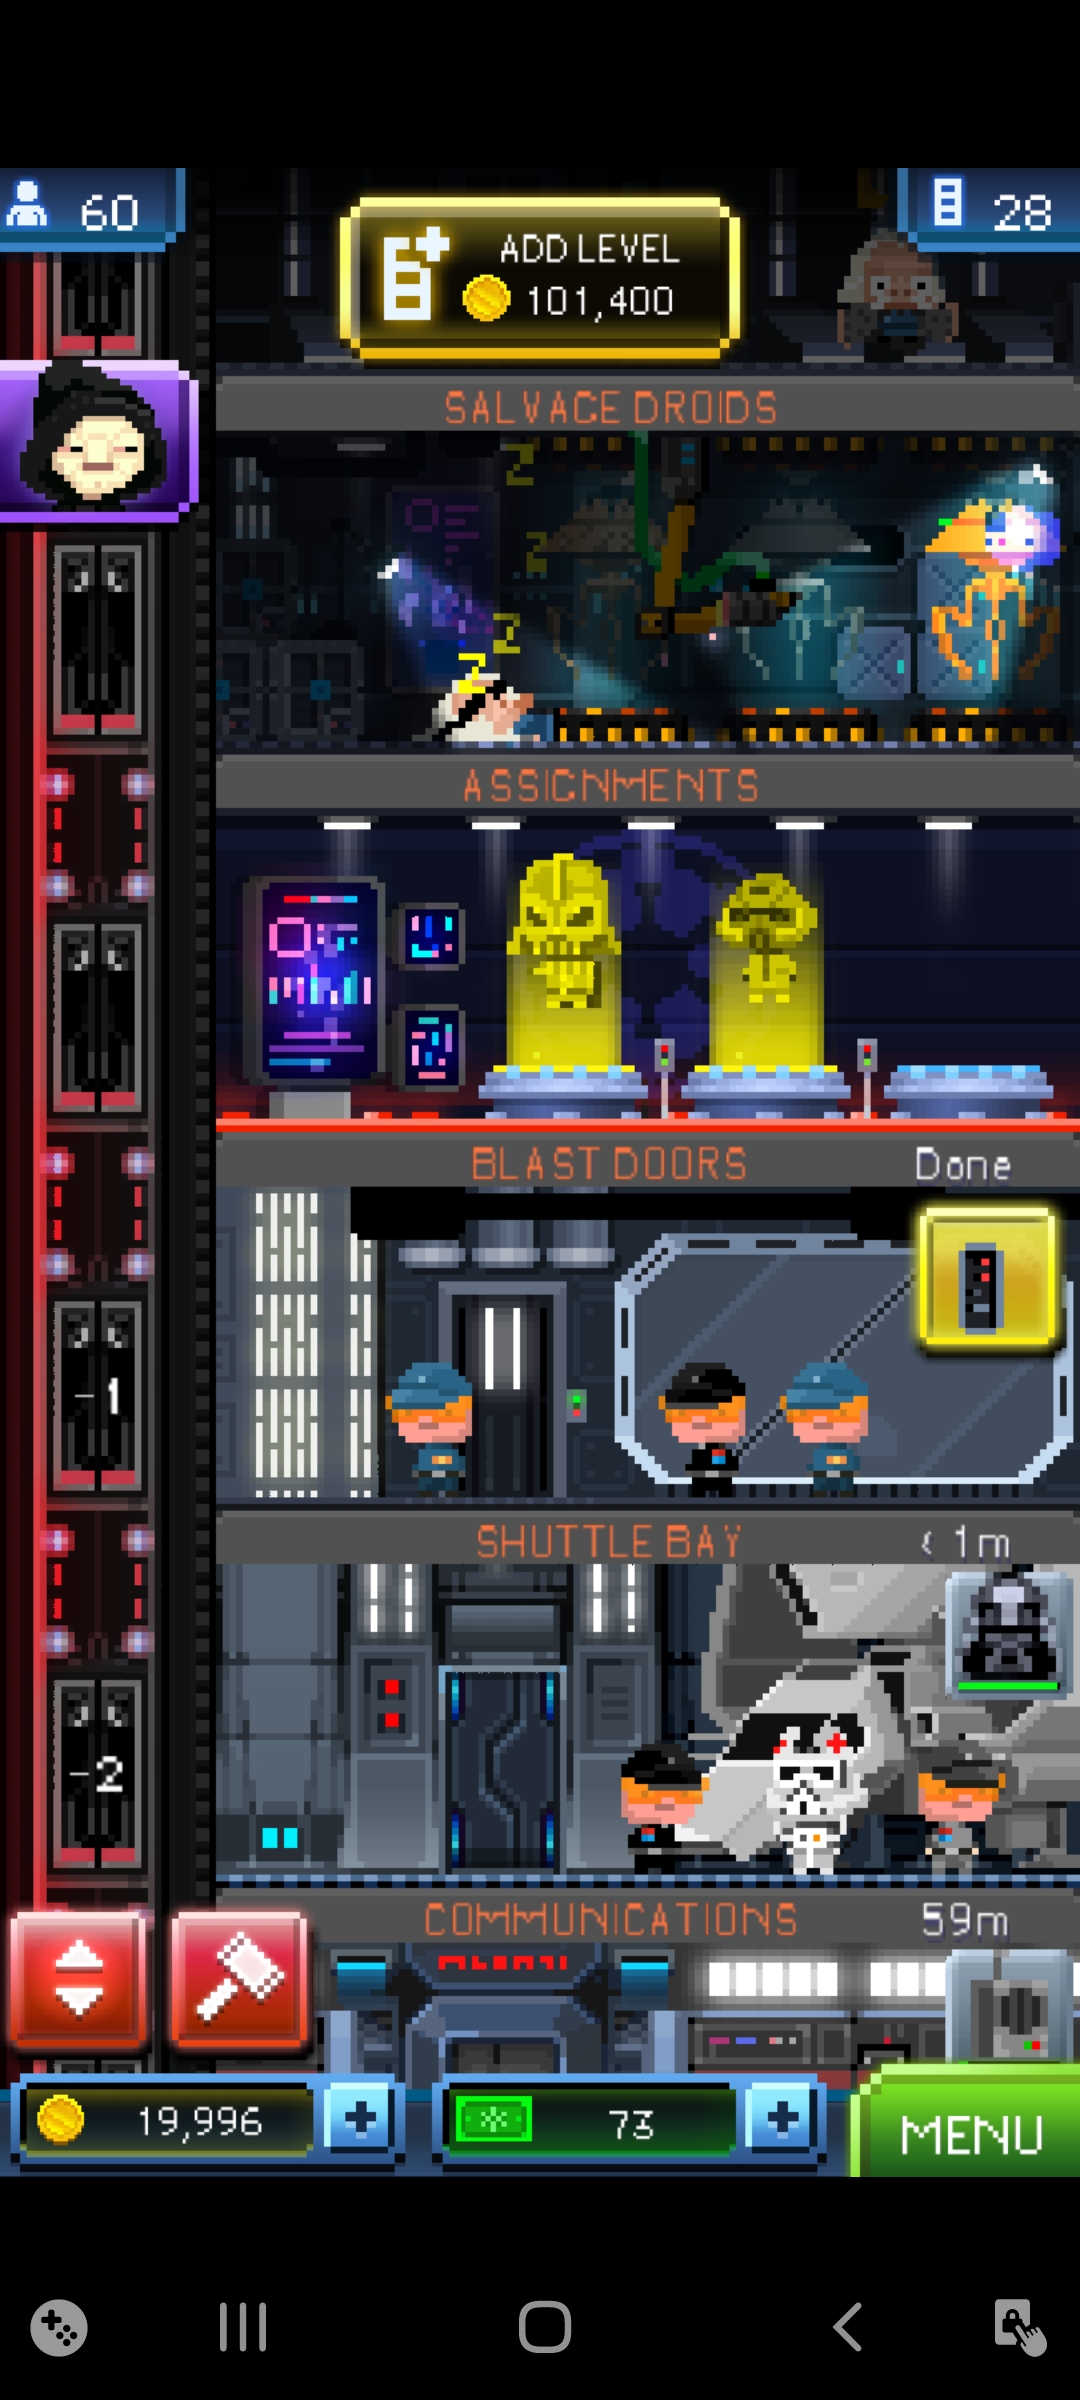 60
28
ADD LEVEL
101,400
SALVAGE DROIDS
Z
Z
Z
Z
ASSIGNMENTS
BLAST DOORS Done
-1
SHUTTLE BAY < 1m
-2
COMMUNICATIONS 59m
19,996
73
MENU